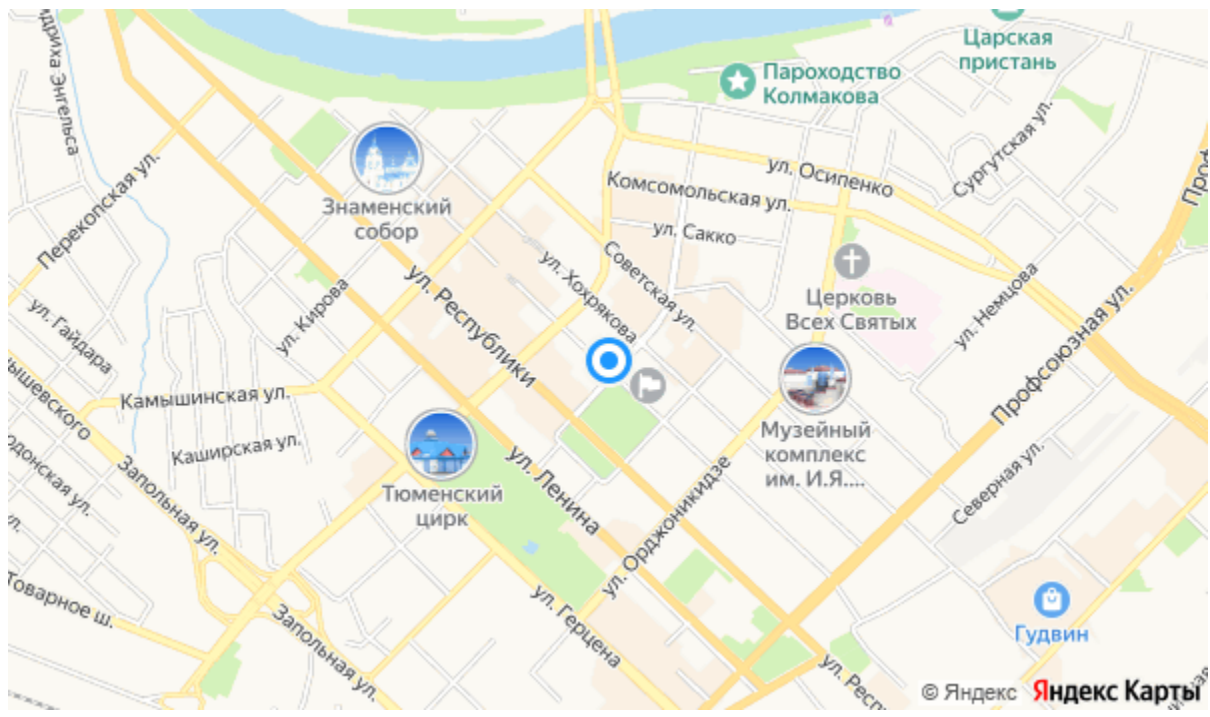 Царская
пристань
Пароходство
Колмакова
Сургутская ул.
ул. Осипенко
Комсомольская ул.
ул. Сакко
Знаменский
собор
Перекопская ул.
Советская ул.
ул. Хохрякова
Церковь
Всех Святых
ул. Немцова
ул. Кирова
ул. Гайдара
ул. Республики
Профсоюзная ул.
Камышинская ул.
Каширская ул.
Музейный
комплекс
им. И.Я....
Тюменский
цирк
ул. Ленина
Северная ул.
Запольная ул.
ул. Орджоникидзе
Товарное ш.
Запольная ул.
ул. Герцена
Гудвин
ул. Респ
© Яндекс Яндекс Карты